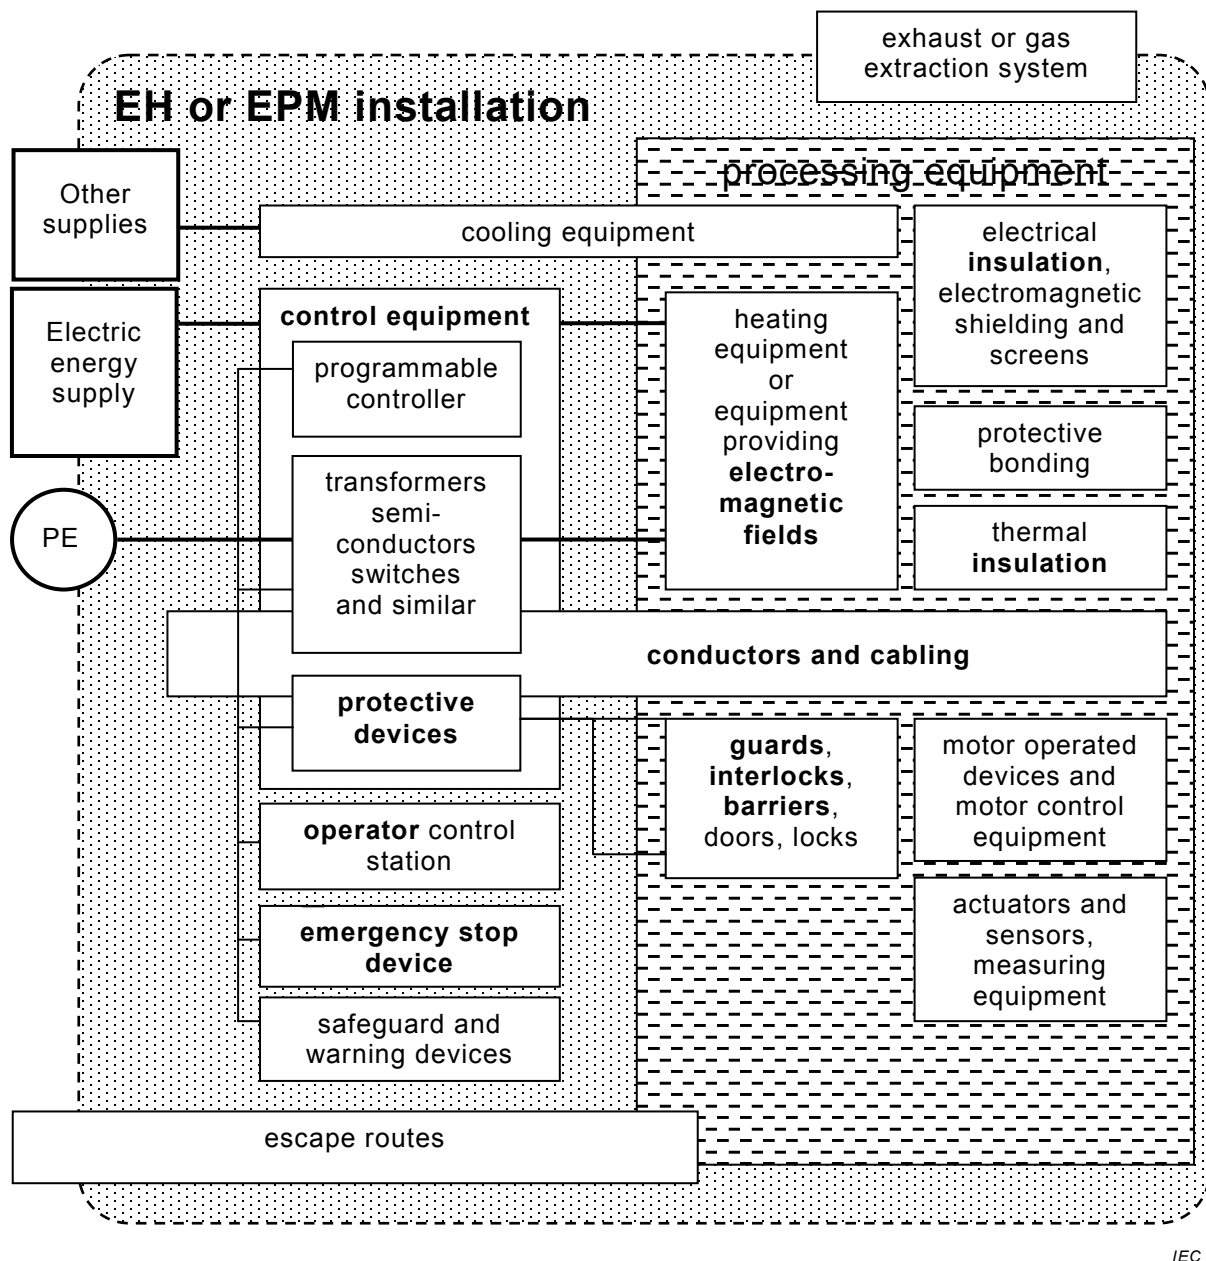 exhaust or gas
extraction system
EH or EPM installation
processing equipment
Other
supplies
cooling equipment
electrical
insulation,
electromagnetic
shielding and
screens
Electric
energy
supply
control equipment
programmable
controller
heating
equipment
or
equipment
providing
electro-
magnetic
fields
protective
bonding
PE
transformers
semi-
conductors
switches
and similar
thermal
insulation
conductors and cabling
protective
devices
guards,
interlocks,
barriers,
doors, locks
motor operated
devices and
motor control
equipment
operator control
station
emergency stop
device
actuators and
sensors,
measuring
equipment
safeguard and
warning devices
escape routes
IEC